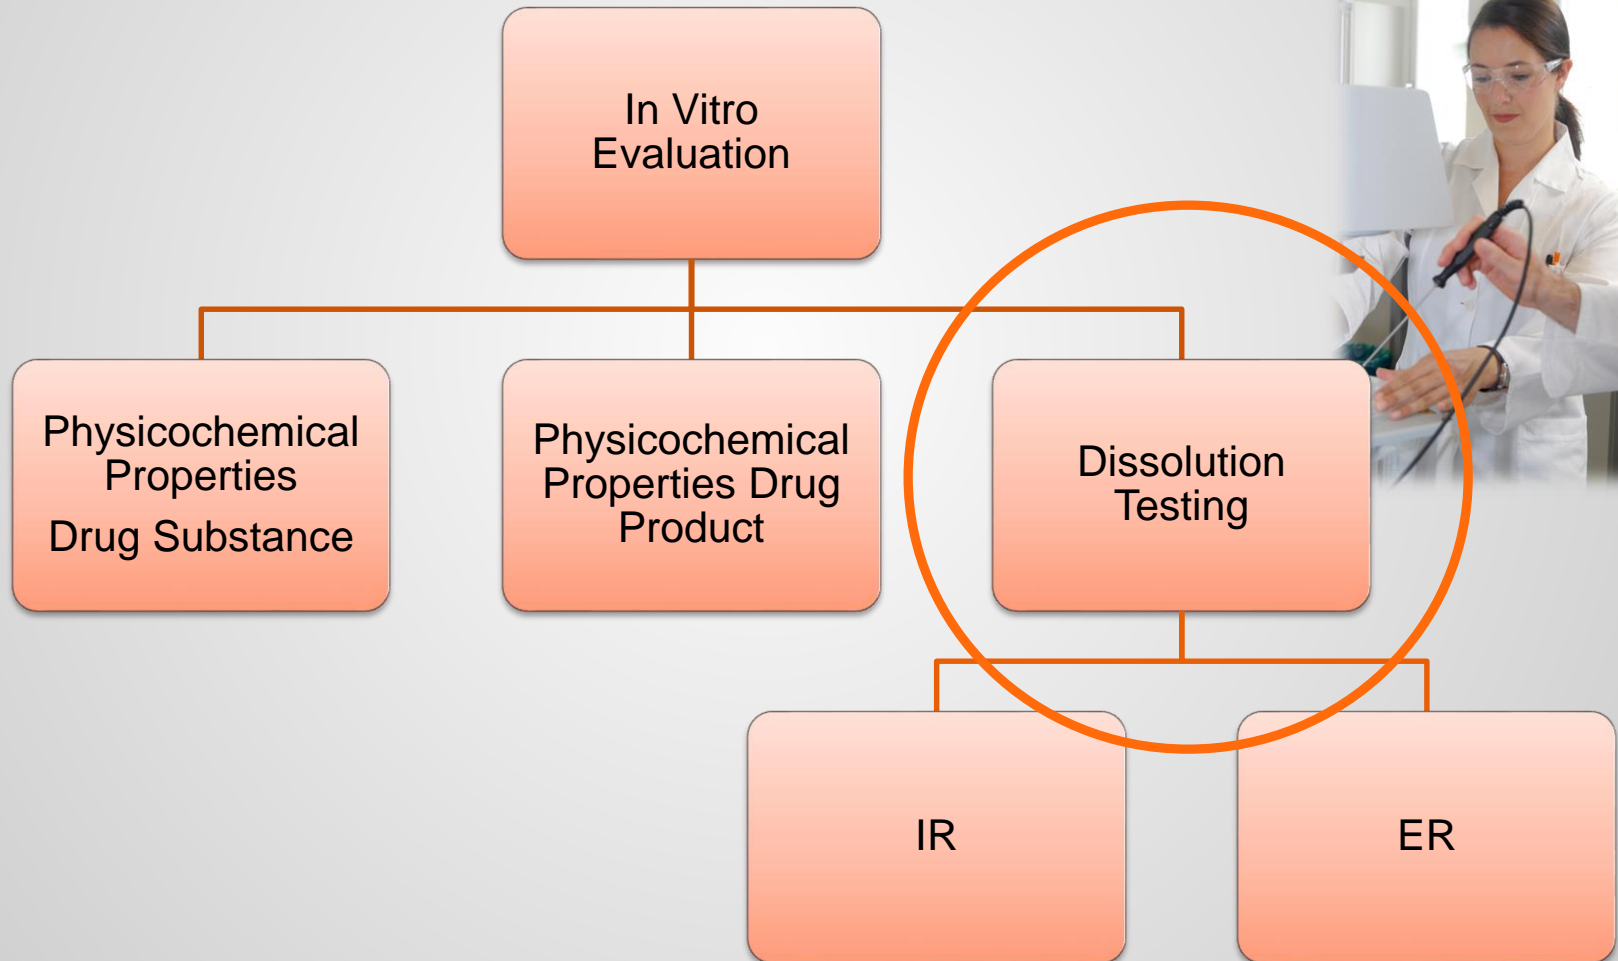 In Vitro
Evaluation
Physicochemical
Properties
Drug Substance
Physicochemical
Properties Drug
Product
Dissolution
Testing
IR
ER